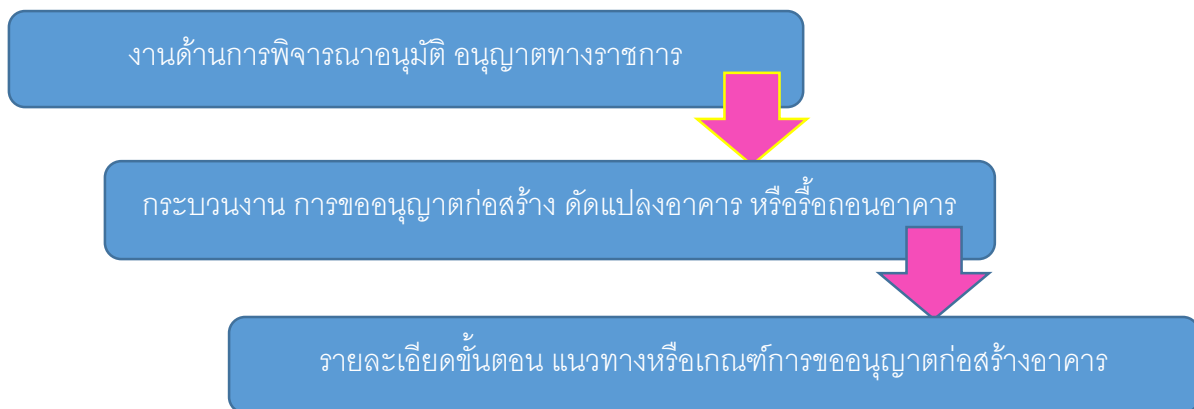 งานด้านการพิจารณาอนุมัติ อนุญาตทางราชการ
กระบวนงาน การขออนุญาตก่อสร้าง ดัดแปลงอาคาร หรือรื้อถอนอาคาร
รายละเอียดขั้นตอน แนวทางหรือเกณฑ์การขออนุญาตก่อสร้างอาคาร